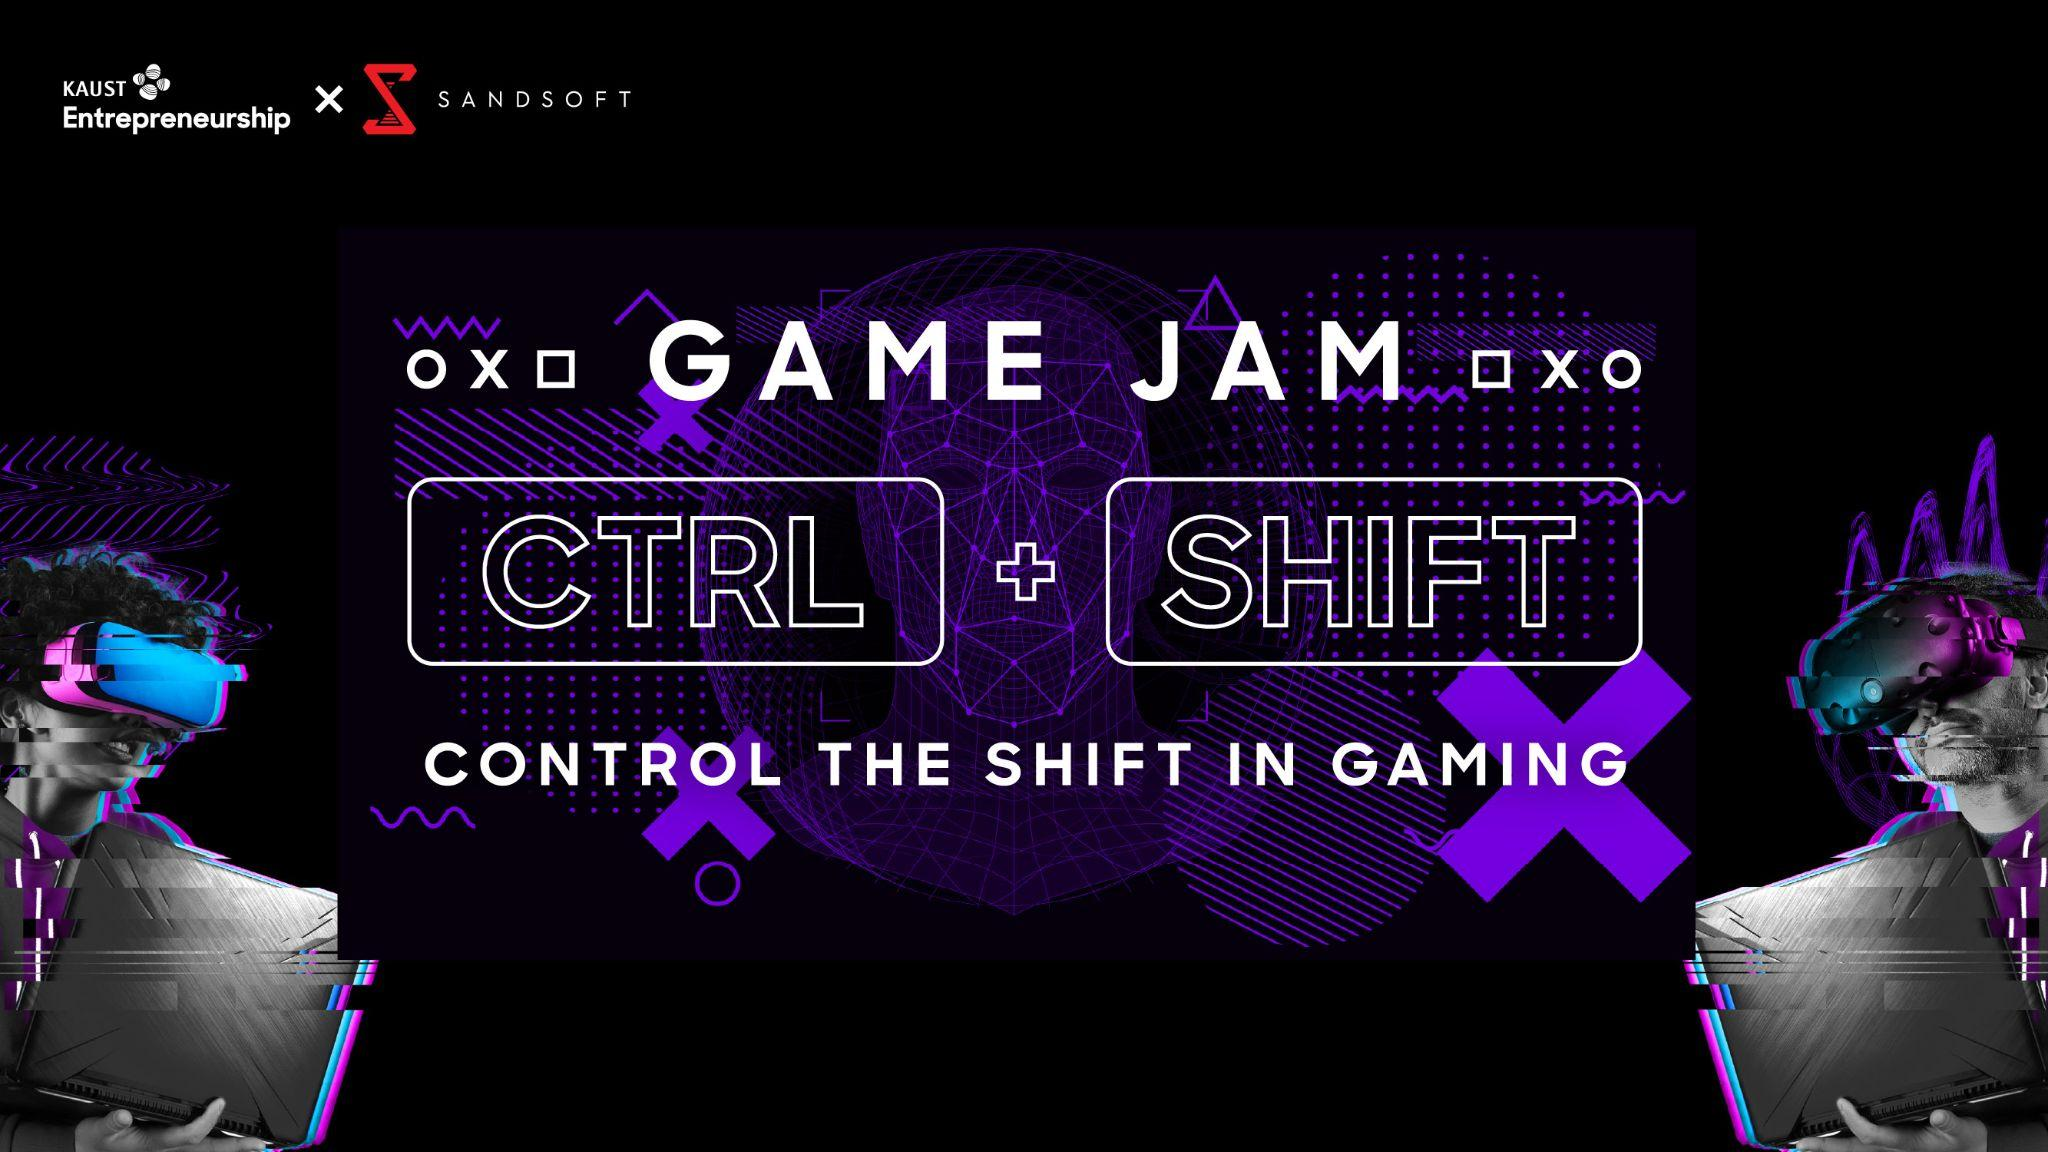 KAUST
Entrepreneurship
X
SANDSOFT
O X □ GAME JAM □ X O
CTRL + SHIFT
CONTROL THE SHIFT IN GAMING